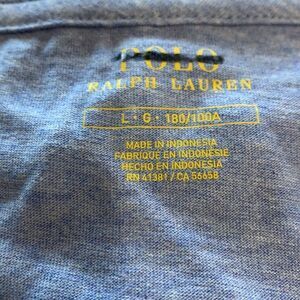 POLO
RALPH LAUREN
L · G · 180/100A
MADE IN INDONESIA
FABRIQUE EN INDONESIE
HECHO EN INDONESIA
RN 41381 / CA 56658